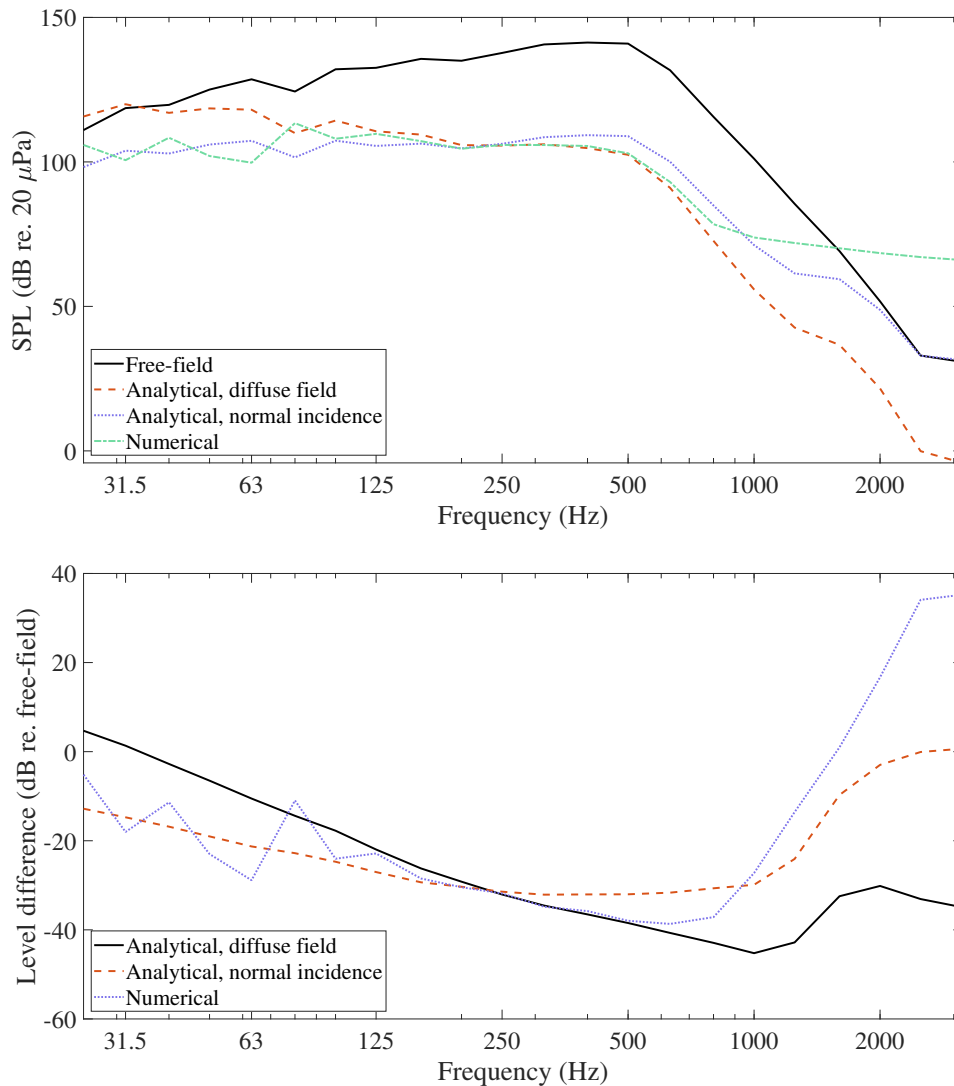 150
100
50
0
SPL (dB re. 20 μPa)
Free-field
Analytical, diffuse field
Analytical, normal incidence
Numerical
31.5 63 125 250 500 1000 2000
Frequency (Hz)
40
20
0
-20
-40
-60
Level difference (dB re. free-field)
Analytical, diffuse field
Analytical, normal incidence
Numerical
31.5 63 125 250 500 1000 2000
Frequency (Hz)